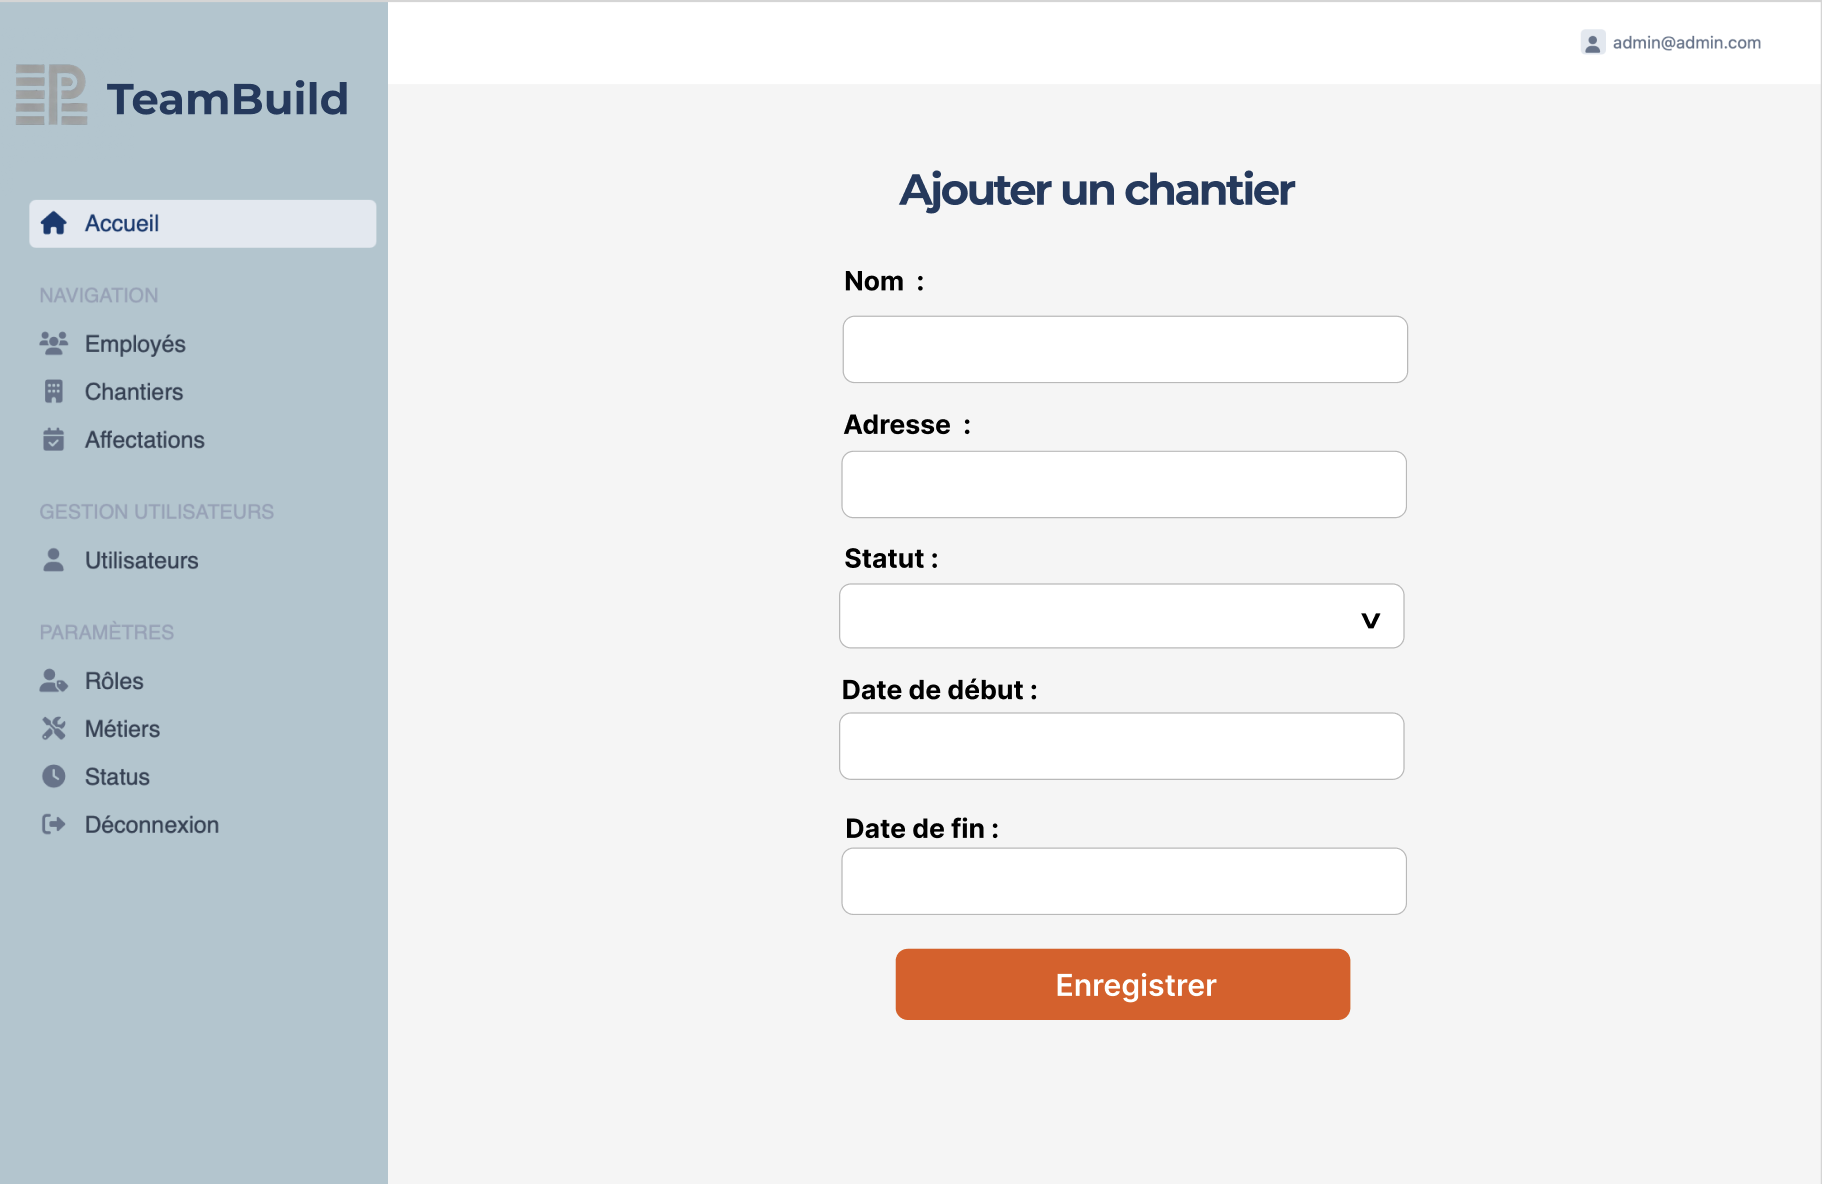 TeamBuild
admin@admin.com
Accueil
NAVIGATION
Employés
Chantiers
Affectations
GESTION UTILISATEURS
Utilisateurs
PARAMÈTRES
Rôles
Métiers
Status
Déconnexion
Ajouter un chantier
Nom :
Adresse :
Statut :
v
Date de début :
Date de fin :
Enregistrer